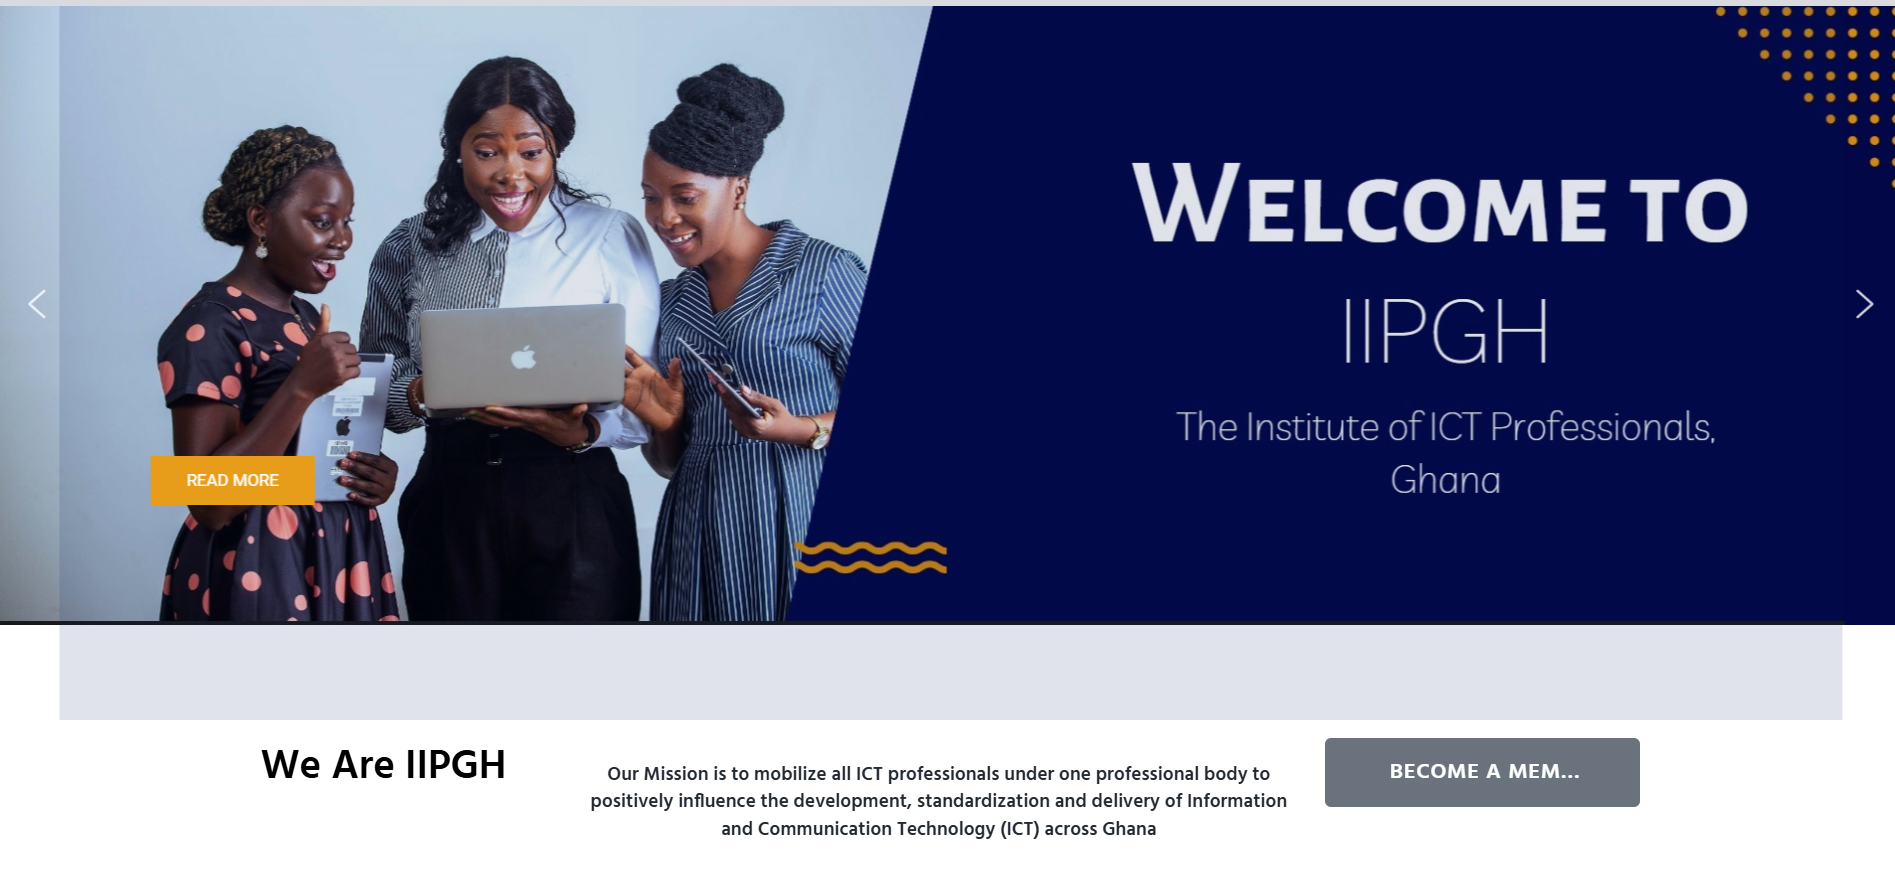 WELCOME TO
IIPGH
The Institute of ICT Professionals,
Ghana
READ MORE
We Are IIPGH
Our Mission is to mobilize all ICT professionals under one professional body to
positively influence the development, standardization and delivery of Information
and Communication Technology (ICT) across Ghana
BECOME A MEM...